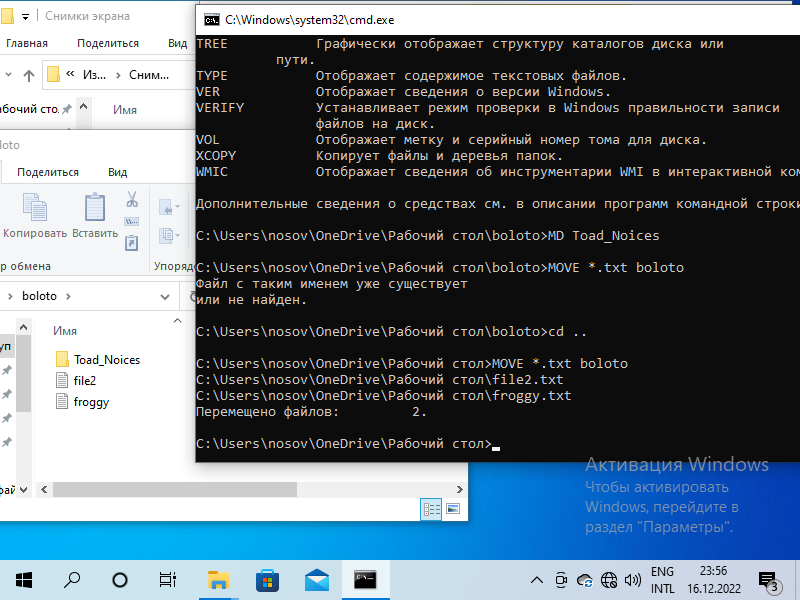 Снимки экрана
C:\Windows\system32\cmd.exe
Главная Поделиться Вид
« Из... > Сним...
Имя
TREE Графически отображает структуру каталогов диска или
пути.
TYPE Отображает содержимое текстовых файлов.
VER Отображает сведения о версии Windows.
VERIFY Устанавливает режим проверки в Windows правильности записи
файлов на диск.
VOL Отображает метку и серийный номер тома для диска.
XCOPY Копирует файлы и деревья папок.
WMIC Отображает сведения об инструментарии WMI в интерактивной ком
Дополнительные сведения о средствах см. в описании программ командной строки
C:\Users\nosov\OneDrive\Рабочий стол\boloto>MD Toad_Noices
C:\Users\nosov\OneDrive\Рабочий стол\boloto>MOVE *.txt boloto
Файл с таким именем уже существует
или не найден.
C:\Users\nosov\OneDrive\Рабочий стол\boloto>cd ..
C:\Users\nosov\OneDrive\Рабочий стол>MOVE *.txt boloto
C:\Users\nosov\OneDrive\Рабочий стол\file2.txt
C:\Users\nosov\OneDrive\Рабочий стол\froggy.txt
Перемещено файлов: 2.
C:\Users\nosov\OneDrive\Рабочий стол>
абочий сто.
loto
Поделиться Вид
Копировать Вставить
р обмена
Упоряд
> boloto >
Имя
уп
Toad_Noices
file2
froggy
фай
Активация Windows
Чтобы активировать
Windows, перейдите в
раздел "Параметры".
ENG
INTL
23:56
16.12.2022
3